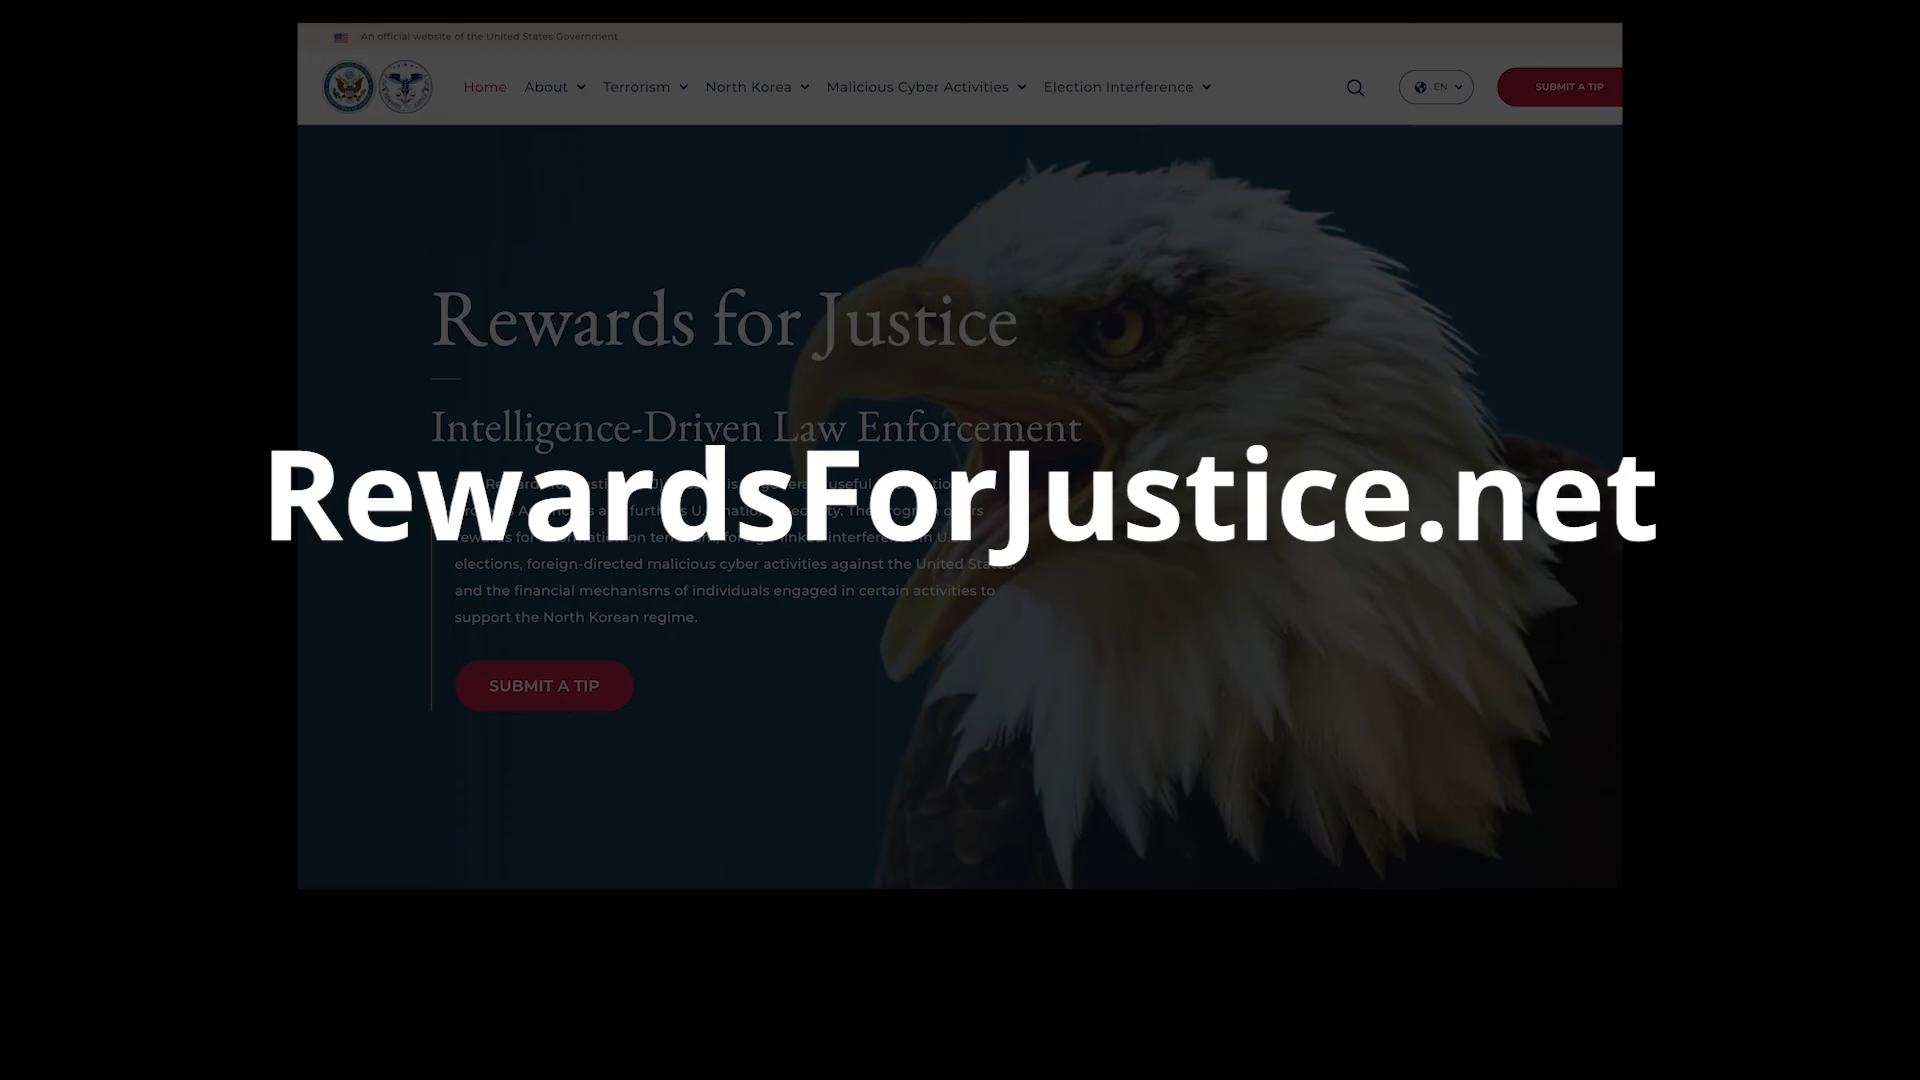 An official website of the United States Government
Home About Terrorism North Korea Malicious Cyber Activities Election Interference EN SUBMIT A TIP
Rewards for Justice
Intelligence-Driven Law Enforcement
RewardsForJustice.net
elections, foreign-directed malicious cyber activities against the United States,
and the financial mechanisms of individuals engaged in certain activities to
support the North Korean regime.
SUBMIT A TIP